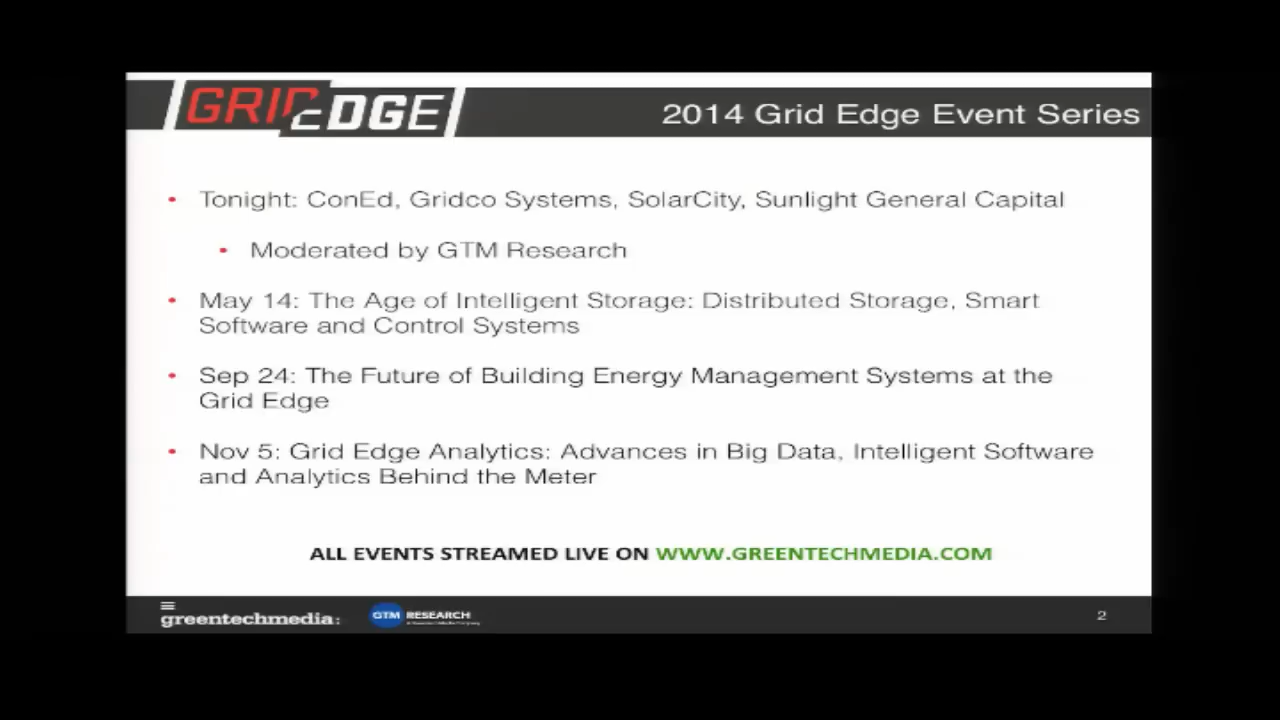 GRID EDGE
2014 Grid Edge Event Series
• Tonight: ConEd, Gridco Systems, SolarCity, Sunlight General Capital
• Moderated by GTM Research
• May 14: The Age of Intelligent Storage: Distributed Storage, Smart
Software and Control Systems
• Sep 24: The Future of Building Energy Management Systems at the
Grid Edge
• Nov 5: Grid Edge Analytics: Advances in Big Data, Intelligent Software
and Analytics Behind the Meter
ALL EVENTS STREAMED LIVE ON WWW.GREENTECHMEDIA.COM
greentechmedia:
GTM RESEARCH
2